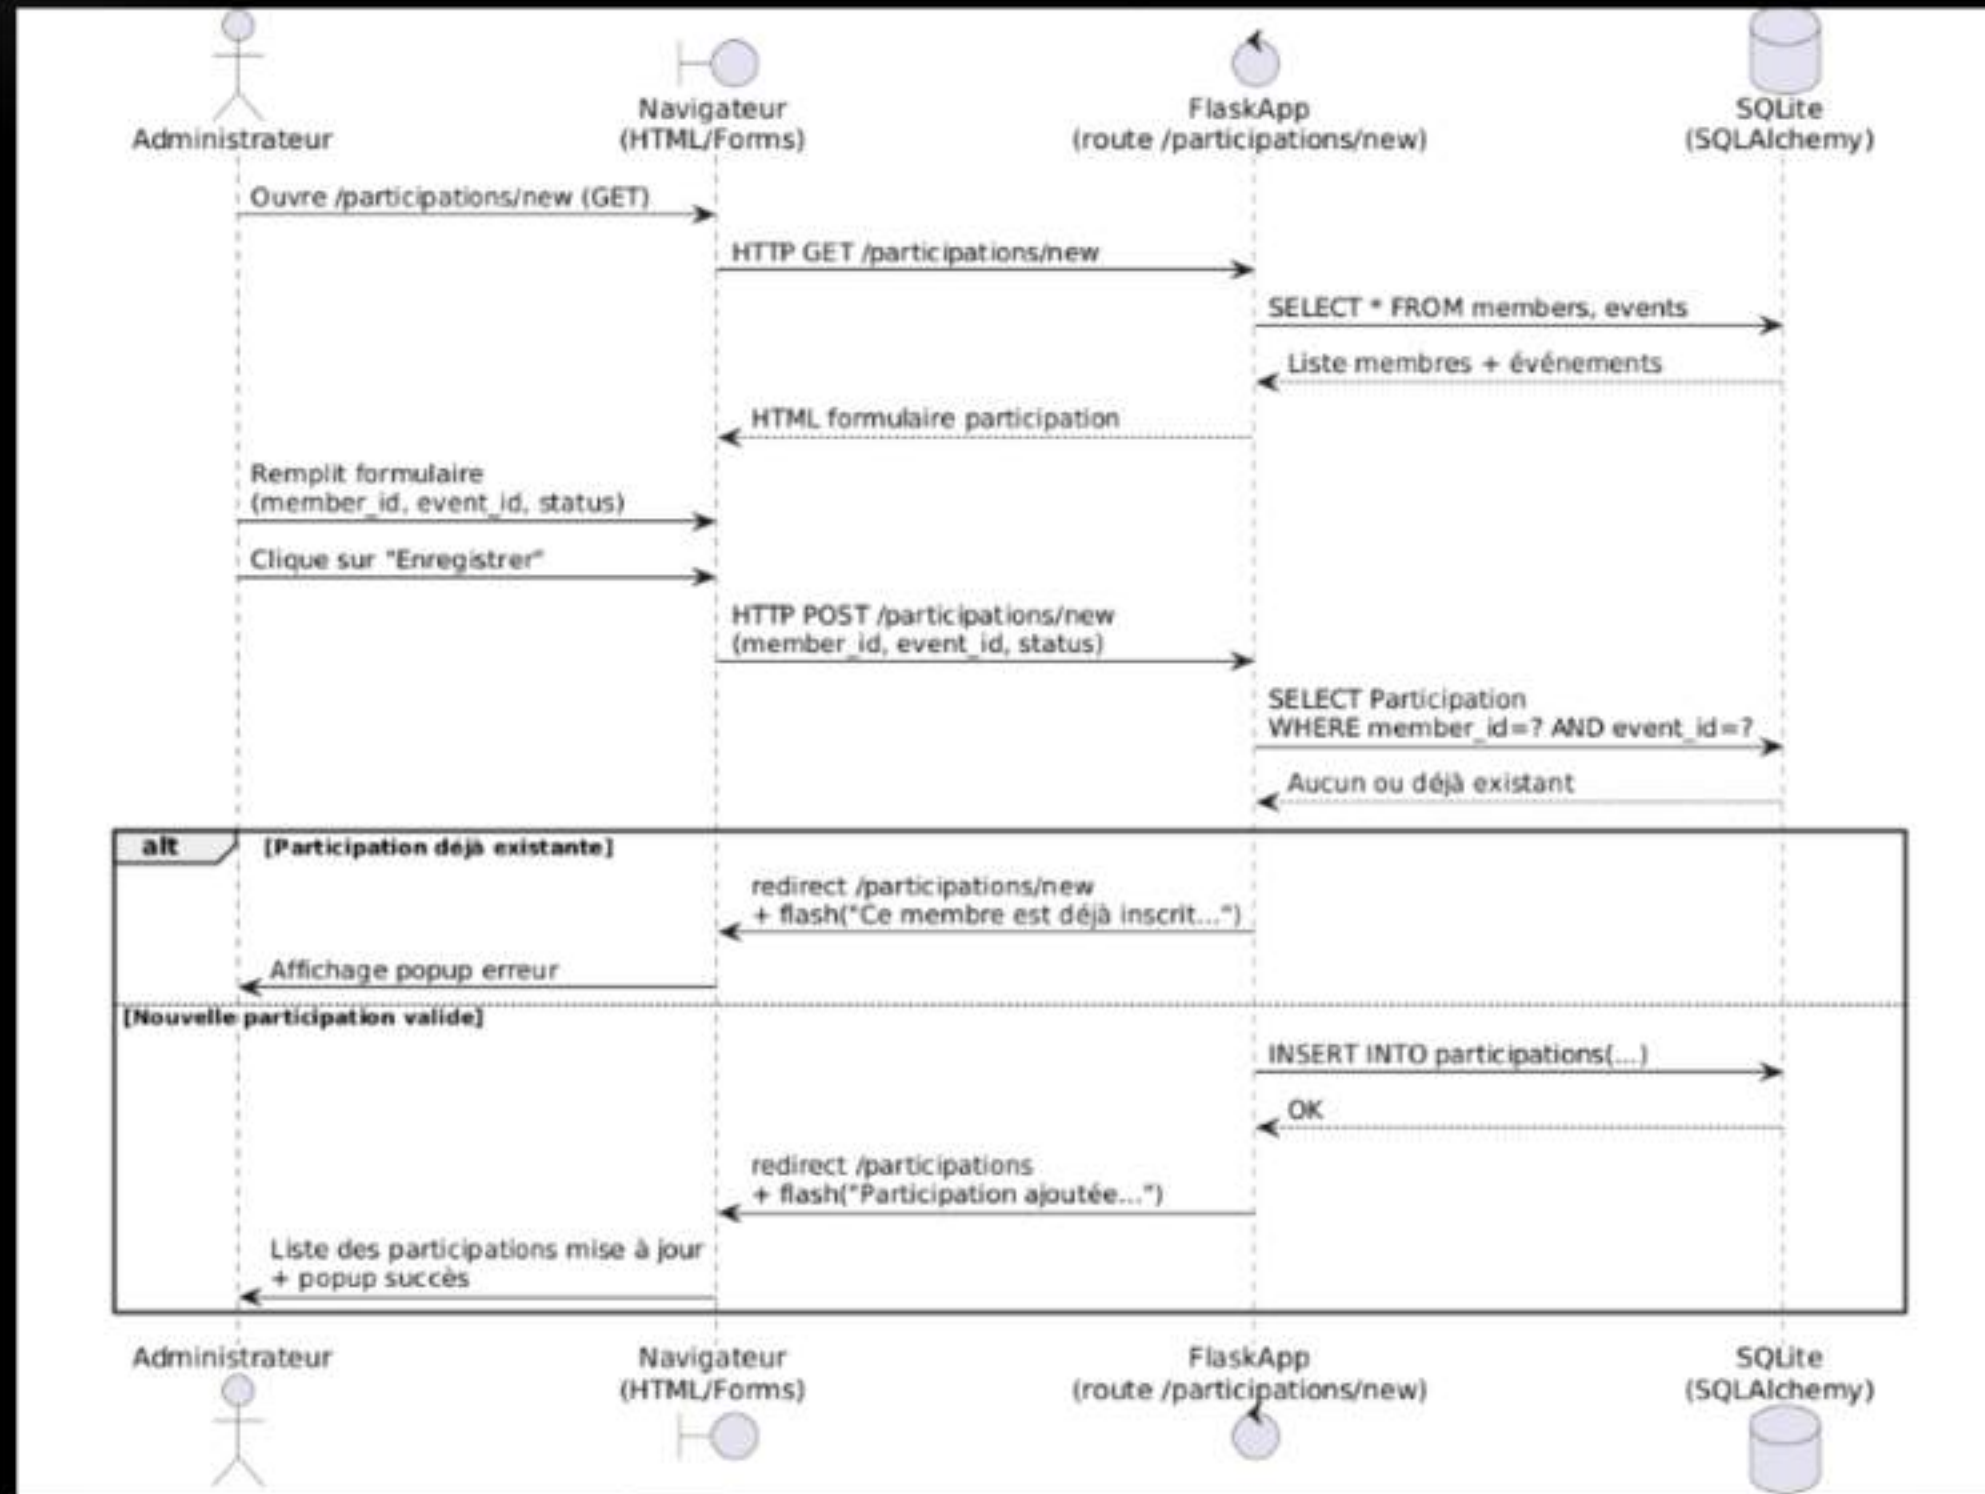 Administrateur
Navigateur
(HTML/Forms)
FlaskApp
(route /participations/new)
SQLite
(SQLAlchemy)
Ouvre /participations/new (GET)
HTTP GET /participations/new
SELECT * FROM members, events
Liste membres + événements
HTML formulaire participation
Remplit formulaire
(member_id, event_id, status)
Clique sur "Enregistrer"
HTTP POST /participations/new
(member_id, event_id, status)
SELECT Participation
WHERE member_id=? AND event_id=?
Aucun ou déjà existant
alt [Participation déjà existante]
redirect /participations/new
+ flash("Ce membre est déjà inscrit...")
Affichage popup erreur
[Nouvelle participation valide]
INSERT INTO participations(...)
OK
redirect /participations
+ flash("Participation ajoutée...")
Liste des participations mise à jour
+ popup succès
Administrateur
Navigateur
(HTML/Forms)
FlaskApp
(route /participations/new)
SQLite
(SQLAlchemy)